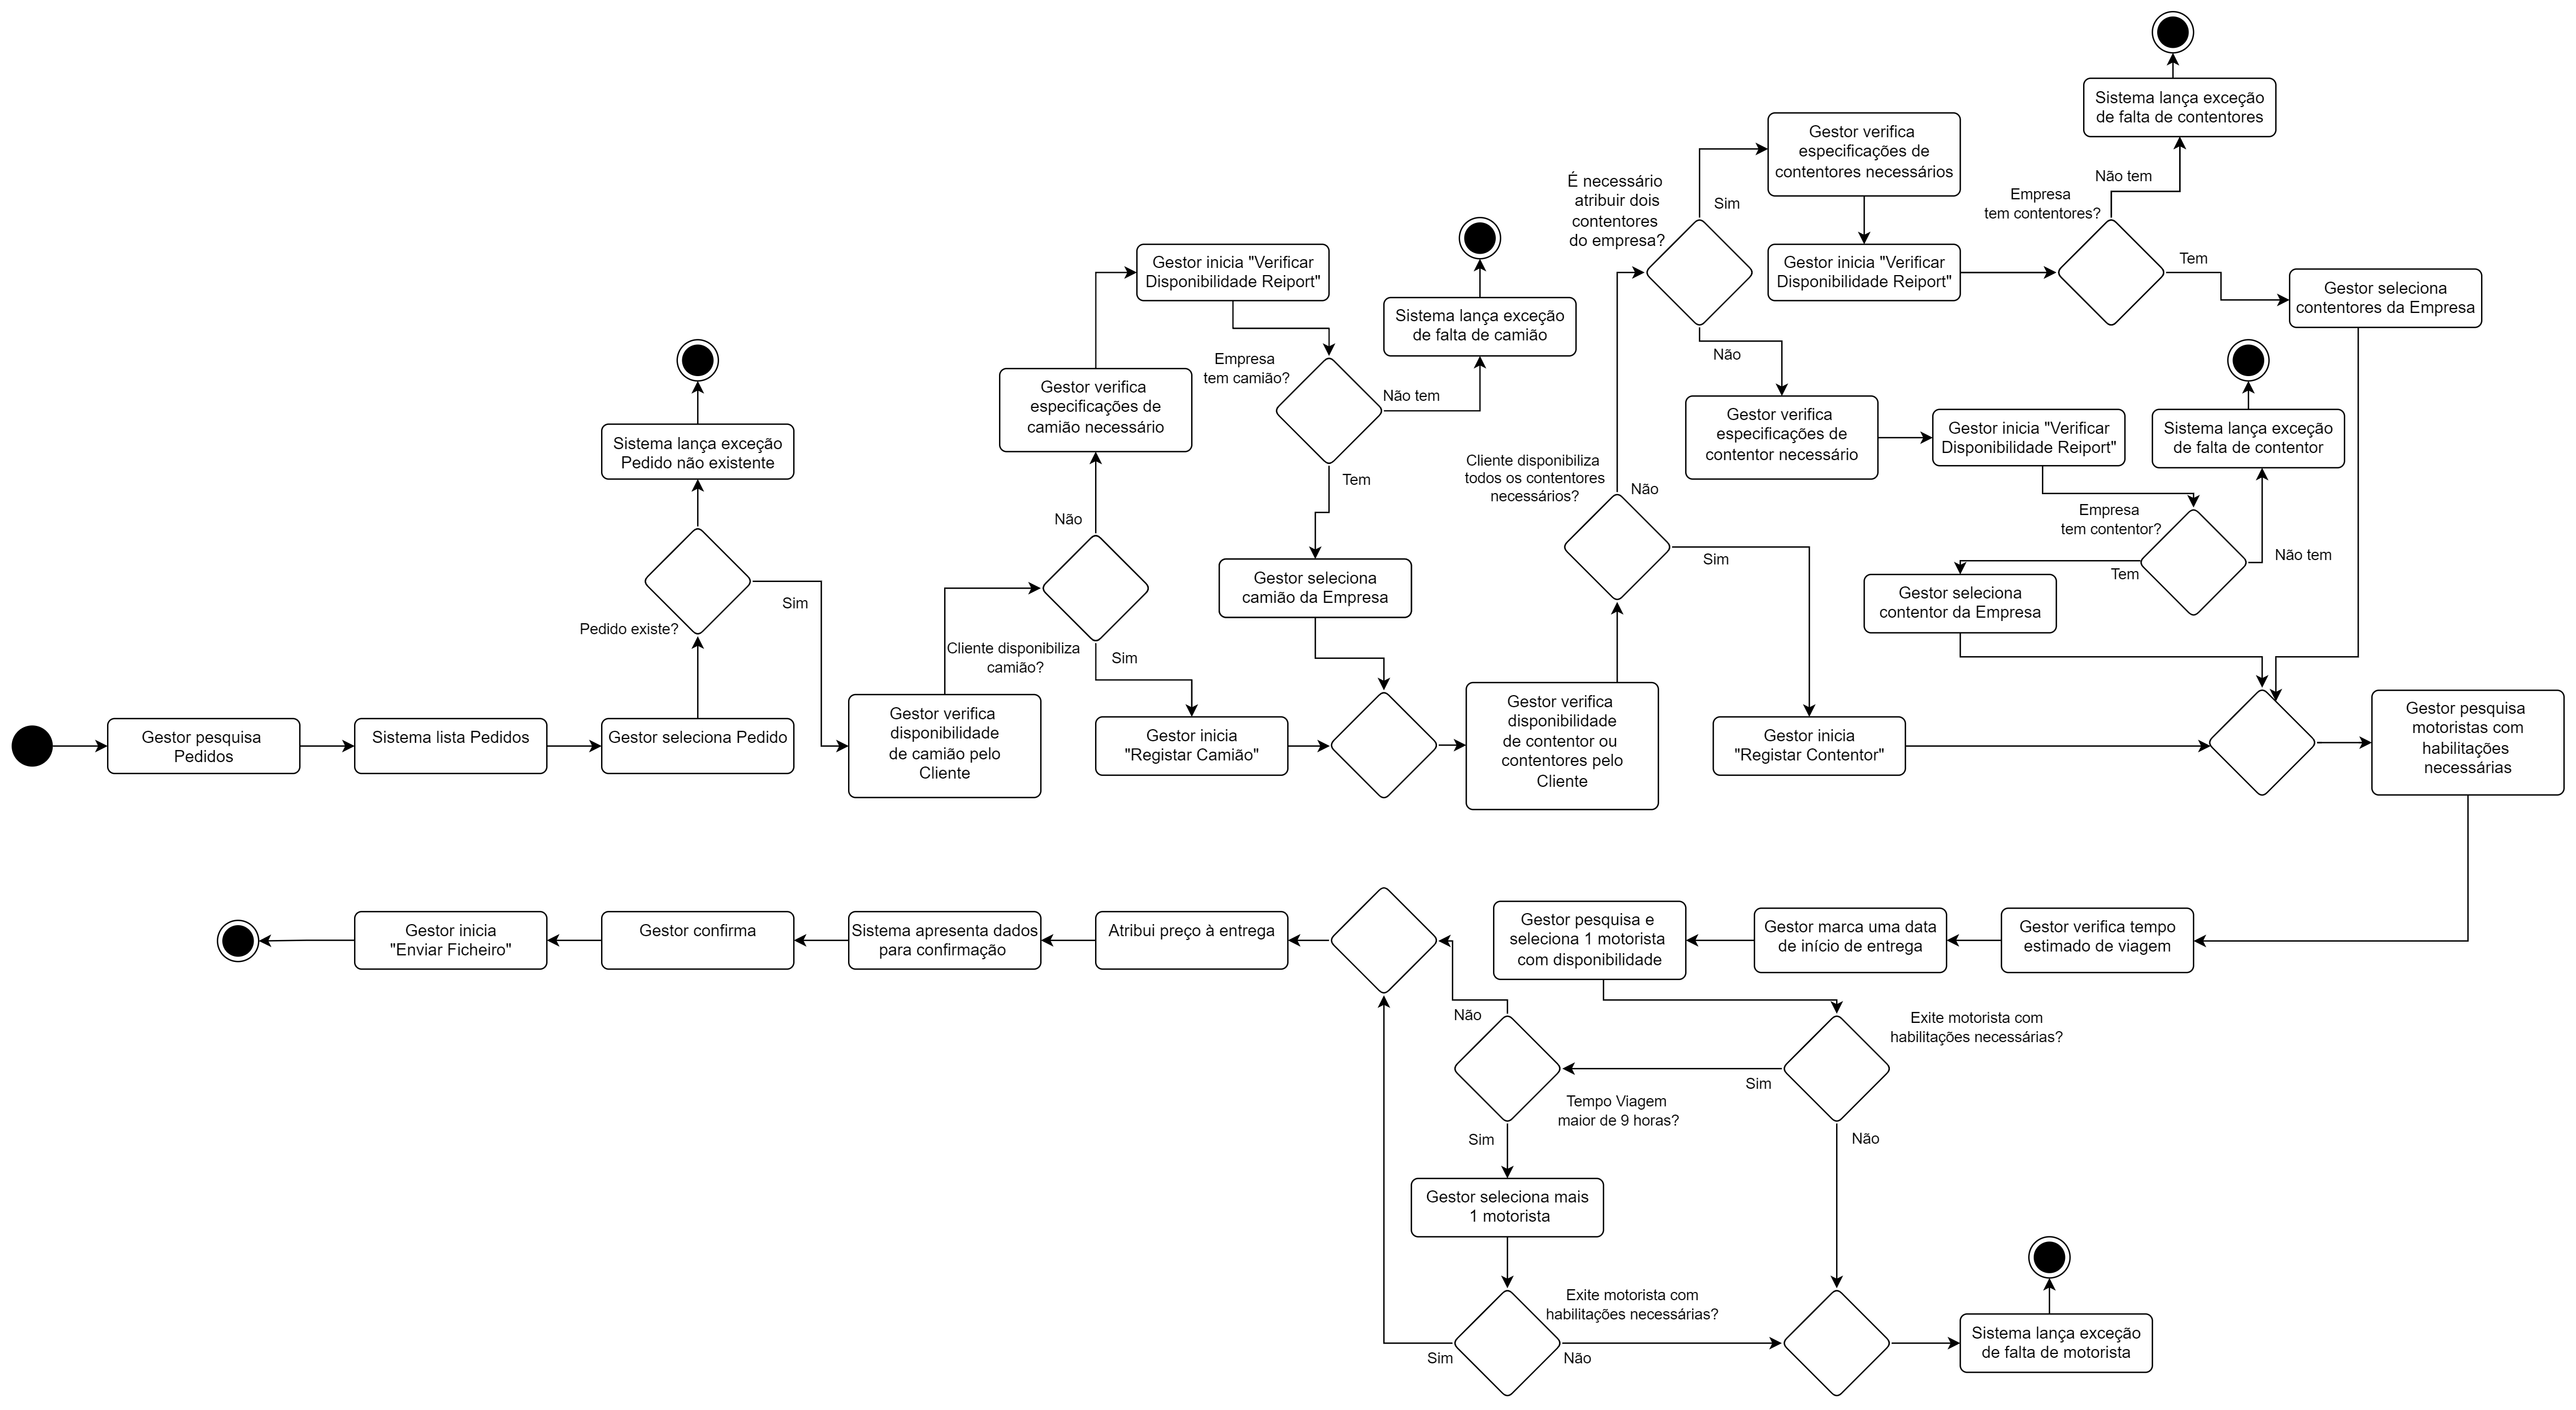 Gestor pesquisa
Pedidos
Sistema lista Pedidos
Gestor seleciona Pedido
Pedido existe?
Sistema lança exceção
Pedido não existente
Sim
Gestor verifica
disponibilidade
de camião pelo
Cliente
Cliente disponibiliza
camião?
Não
Gestor verifica
especificações de
camião necessário
Gestor inicia "Verificar
Disponibilidade Reiport"
Empresa
tem camião?
Não tem
Sistema lança exceção
de falta de camião
Tem
Gestor seleciona
camião da Empresa
Sim
Gestor inicia
"Registar Camião"
Gestor verifica
disponibilidade
de contentor ou
contentores pelo
Cliente
Cliente disponibiliza
todos os contentores
necessários?
Não
É necessário
atribuir dois
contentores
do empresa?
Sim
Gestor verifica
especificações de
contentores necessários
Gestor inicia "Verificar
Disponibilidade Reiport"
Empresa
tem contentores?
Não tem
Sistema lança exceção
de falta de contentores
Tem
Gestor seleciona
contentores da Empresa
Não
Gestor verifica
especificações de
contentor necessário
Gestor inicia "Verificar
Disponibilidade Reiport"
Empresa
tem contentor?
Não tem
Sistema lança exceção
de falta de contentor
Tem
Gestor seleciona
contentor da Empresa
Sim
Gestor inicia
"Registar Contentor"
Gestor pesquisa
motoristas com
habilitações
necessárias
Gestor verifica tempo
estimado de viagem
Gestor marca uma data
de início de entrega
Gestor pesquisa e
seleciona 1 motorista
com disponibilidade
Exite motorista com
habilitações necessárias?
Sim
Não
Tempo Viagem
maior de 9 horas?
Não
Sim
Gestor seleciona mais
1 motorista
Exite motorista com
habilitações necessárias?
Sim
Não
Sistema lança exceção
de falta de motorista
Atribui preço à entrega
Sistema apresenta dados
para confirmação
Gestor confirma
Gestor inicia
"Enviar Ficheiro"